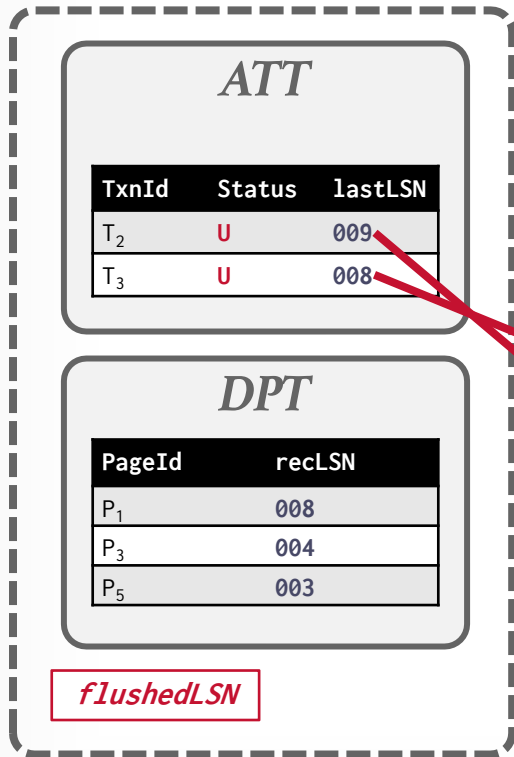 ATT
TxnId Status lastLSN
T₂ U 009
T₃ U 008
DPT
PageId recLSN
P₁ 008
P₃ 004
P₅ 003
flushedLSN